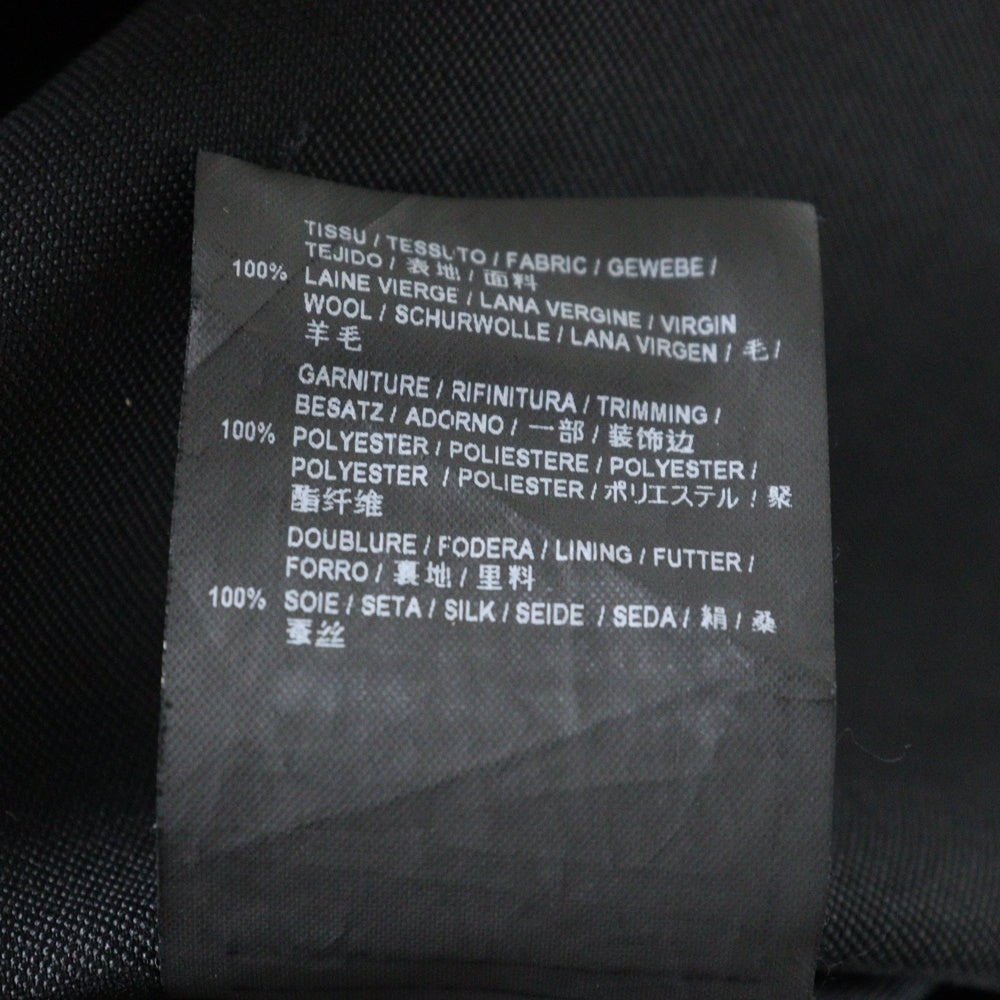 TISSU / TESSUTO / FABRIC / GEWEBE /
TEJIDO / 表地 / 面料
100% LAINE VIERGE / LANA VERGINE / VIRGIN
WOOL / SCHURWOLLE / LANA VIRGEN / 毛 /
羊毛
GARNITURE / RIFINITURA / TRIMMING /
BESATZ / ADORNO / 一部 / 装饰边
100% POLYESTER / POLIESTERE / POLYESTER /
POLYESTER / POLIESTER / ポリエステル / 聚
酯纤维
DOUBLURE / FODERA / LINING / FUTTER /
FORRO / 裏地 / 里料
100% SOIE / SETA / SILK / SEIDE / SEDA / 絹 / 桑
蚕丝